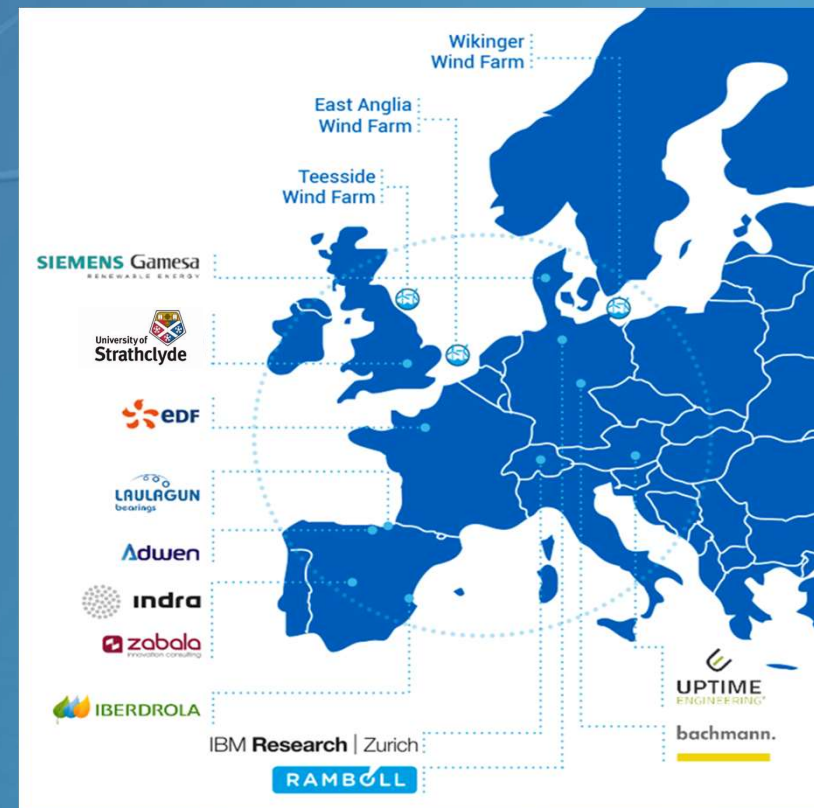 Wikinger
Wind Farm
East Anglia
Wind Farm
Teesside
Wind Farm
SIEMENS Gamesa
RENEWABLE ENERGY
University of
Strathclyde
eDF
LAULAGUN
bearings
Adwen
indra
zabala
innovation consulting
IBERDROLA
IBM Research | Zurich
RAMBOLL
UPTIME
ENGINEERING
bachmann.